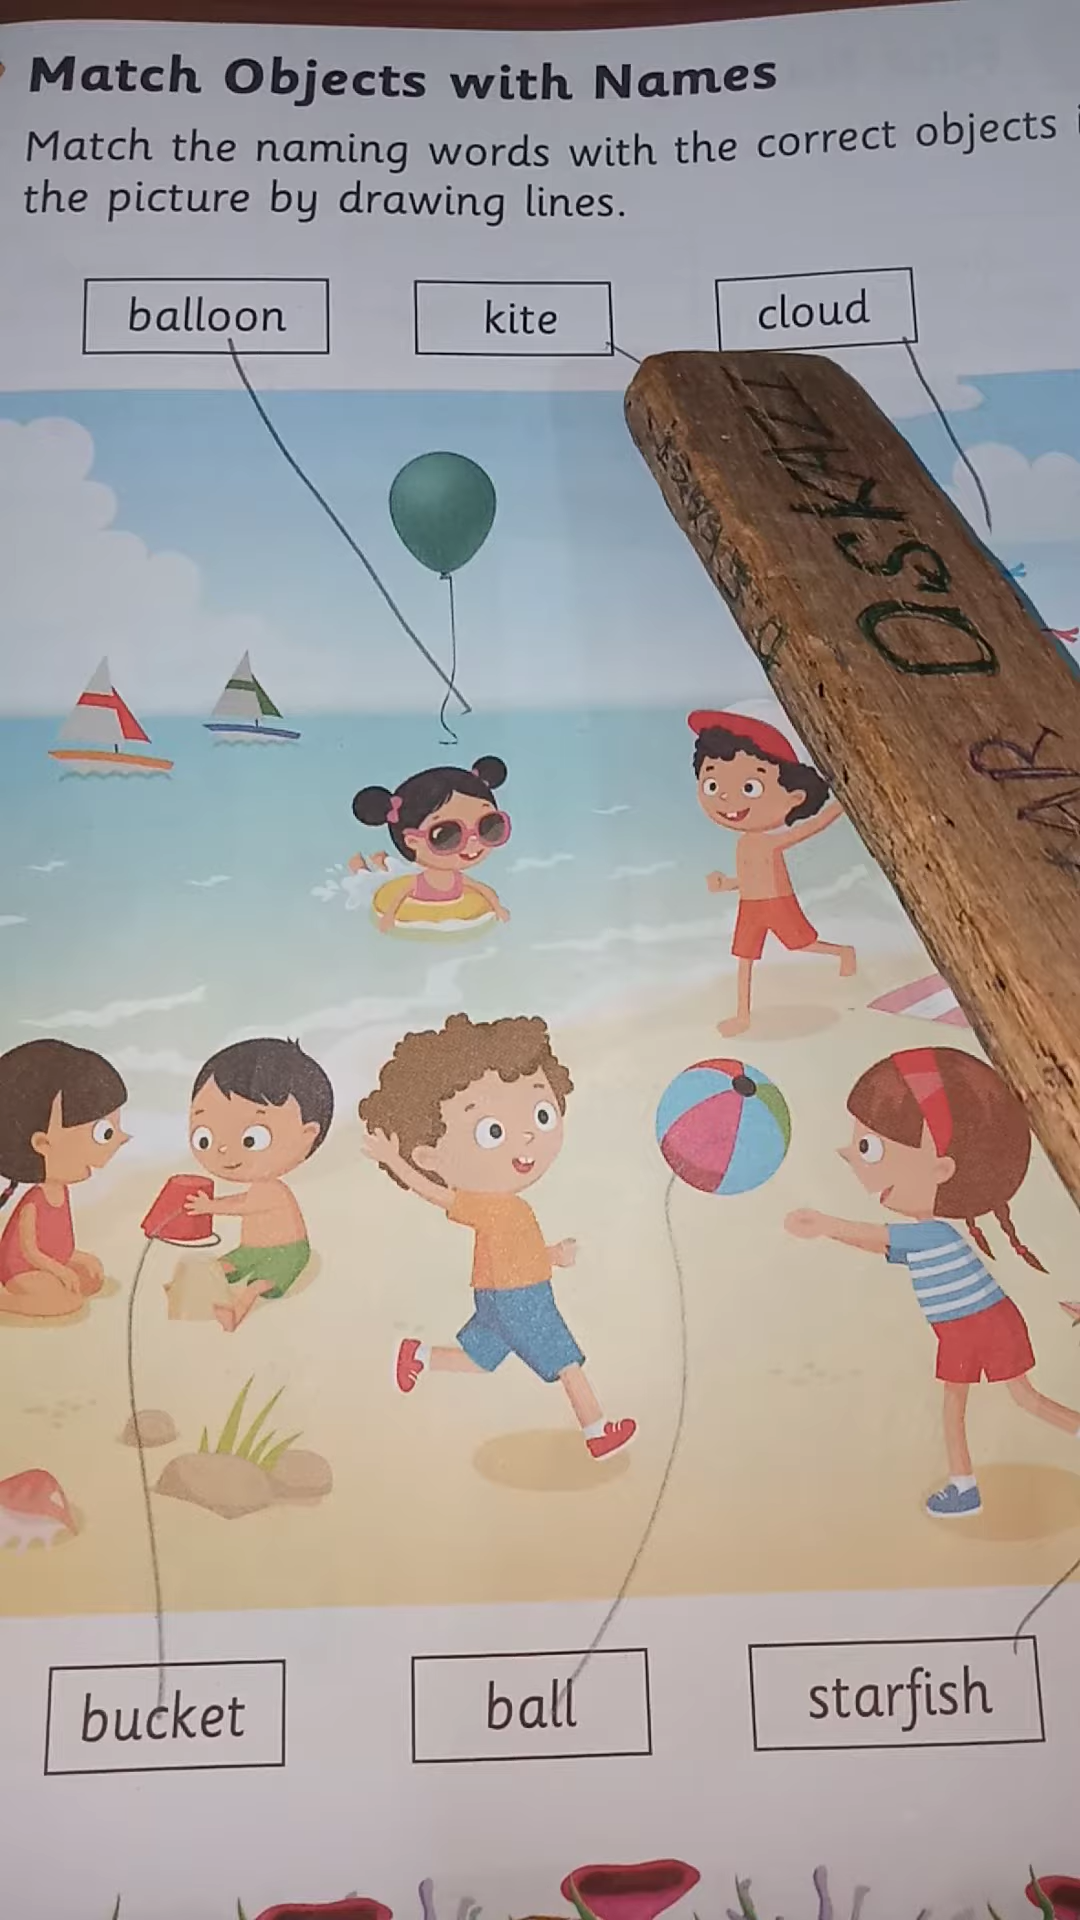 Match Objects with Names
Match the naming words with the correct objects
the picture by drawing lines.
balloon
kite
cloud
bucket
ball
starfish